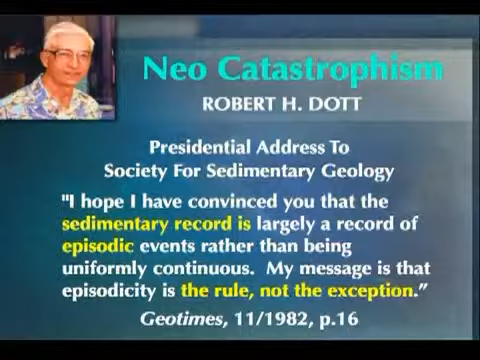 Neo Catastrophism
ROBERT H. DOTT
Presidential Address To
Society For Sedimentary Geology
"I hope I have convinced you that the
sedimentary record is largely a record of
episodic events rather than being
uniformly continuous. My message is that
episodicity is the rule, not the exception.”
Geotimes, 11/1982, p.16